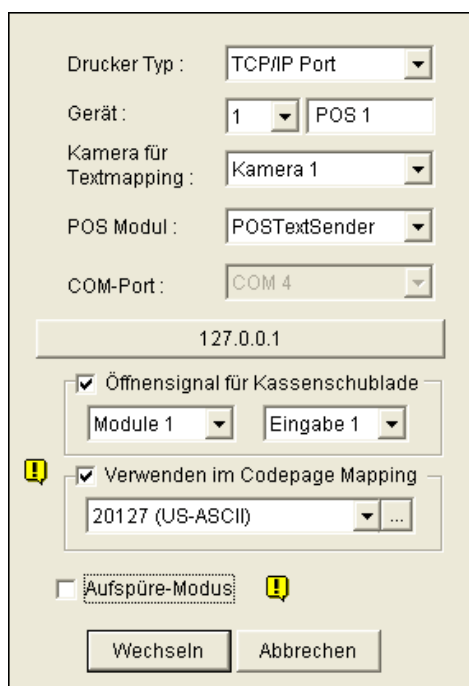 Drucker Typ : TCP/IP Port
Gerät : 1 POS 1
Kamera für
Textmapping : Kamera 1
POS Modul : POSTextSender
COM-Port : COM 4
127.0.0.1
Öffnensignal für Kassenschublade
Module 1 Eingabe 1
Verwenden im Codepage Mapping
20127 (US-ASCII) ...
Aufspüre-Modus
Wechseln Abbrechen